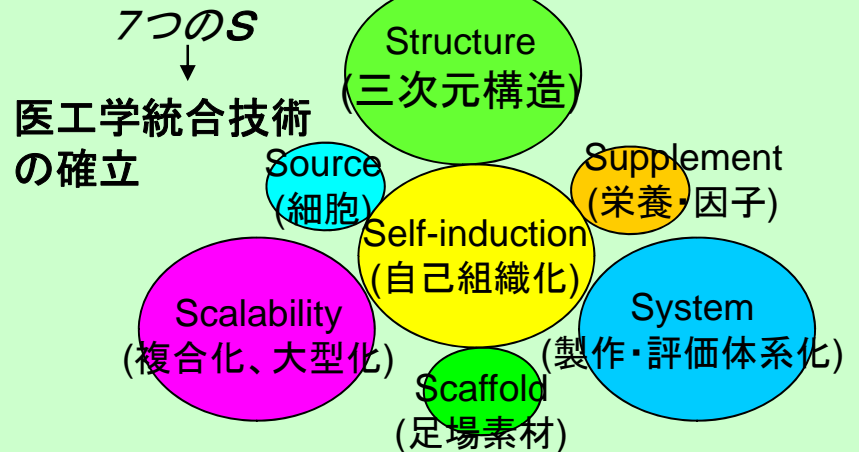 7つのS
↓
医工学統合技術
の確立
Structure
(三次元構造)
Source
(細胞)
Supplement
(栄養・因子)
Self-induction
(自己組織化)
Scalability
(複合化、大型化)
System
(製作・評価体系化)
Scaffold
(足場素材)